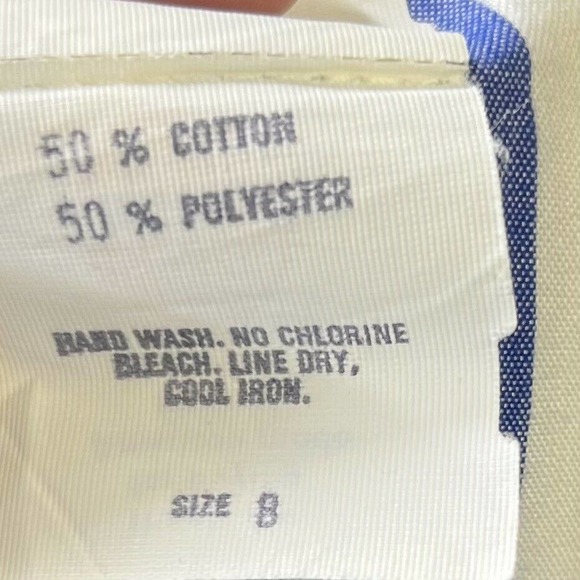 50 % COTTON
50 % POLYESTER
HAND WASH. NO CHLORINE
BLEACH. LINE DRY,
COOL IRON.
SIZE 8